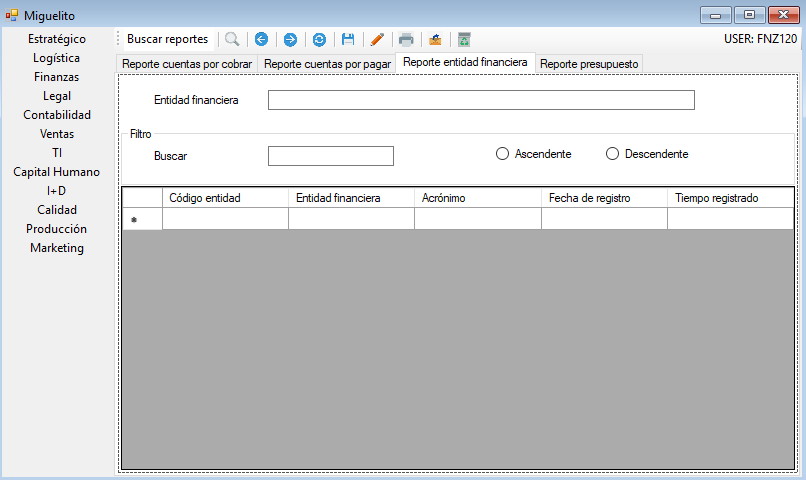 Miguelito
Estratégico
Logística
Finanzas
Legal
Contabilidad
Ventas
TI
Capital Humano
I+D
Calidad
Producción
Marketing
Buscar reportes
USER: FNZ120
Reporte cuentas por cobrar
Reporte cuentas por pagar
Reporte entidad financiera
Reporte presupuesto
Entidad financiera
Filtro
Buscar
Ascendente
Descendente
Código entidad
Entidad financiera
Acrónimo
Fecha de registro
Tiempo registrado